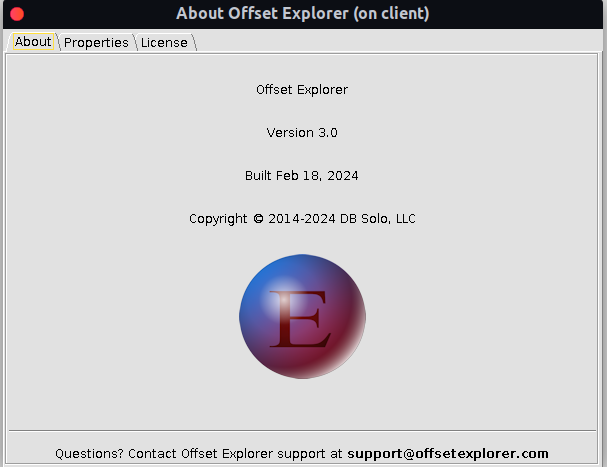 About Offset Explorer (on client)
About Properties License
Offset Explorer
Version 3.0
Built Feb 18, 2024
Copyright © 2014-2024 DB Solo, LLC
E
Questions? Contact Offset Explorer support at support@offsetexplorer.com